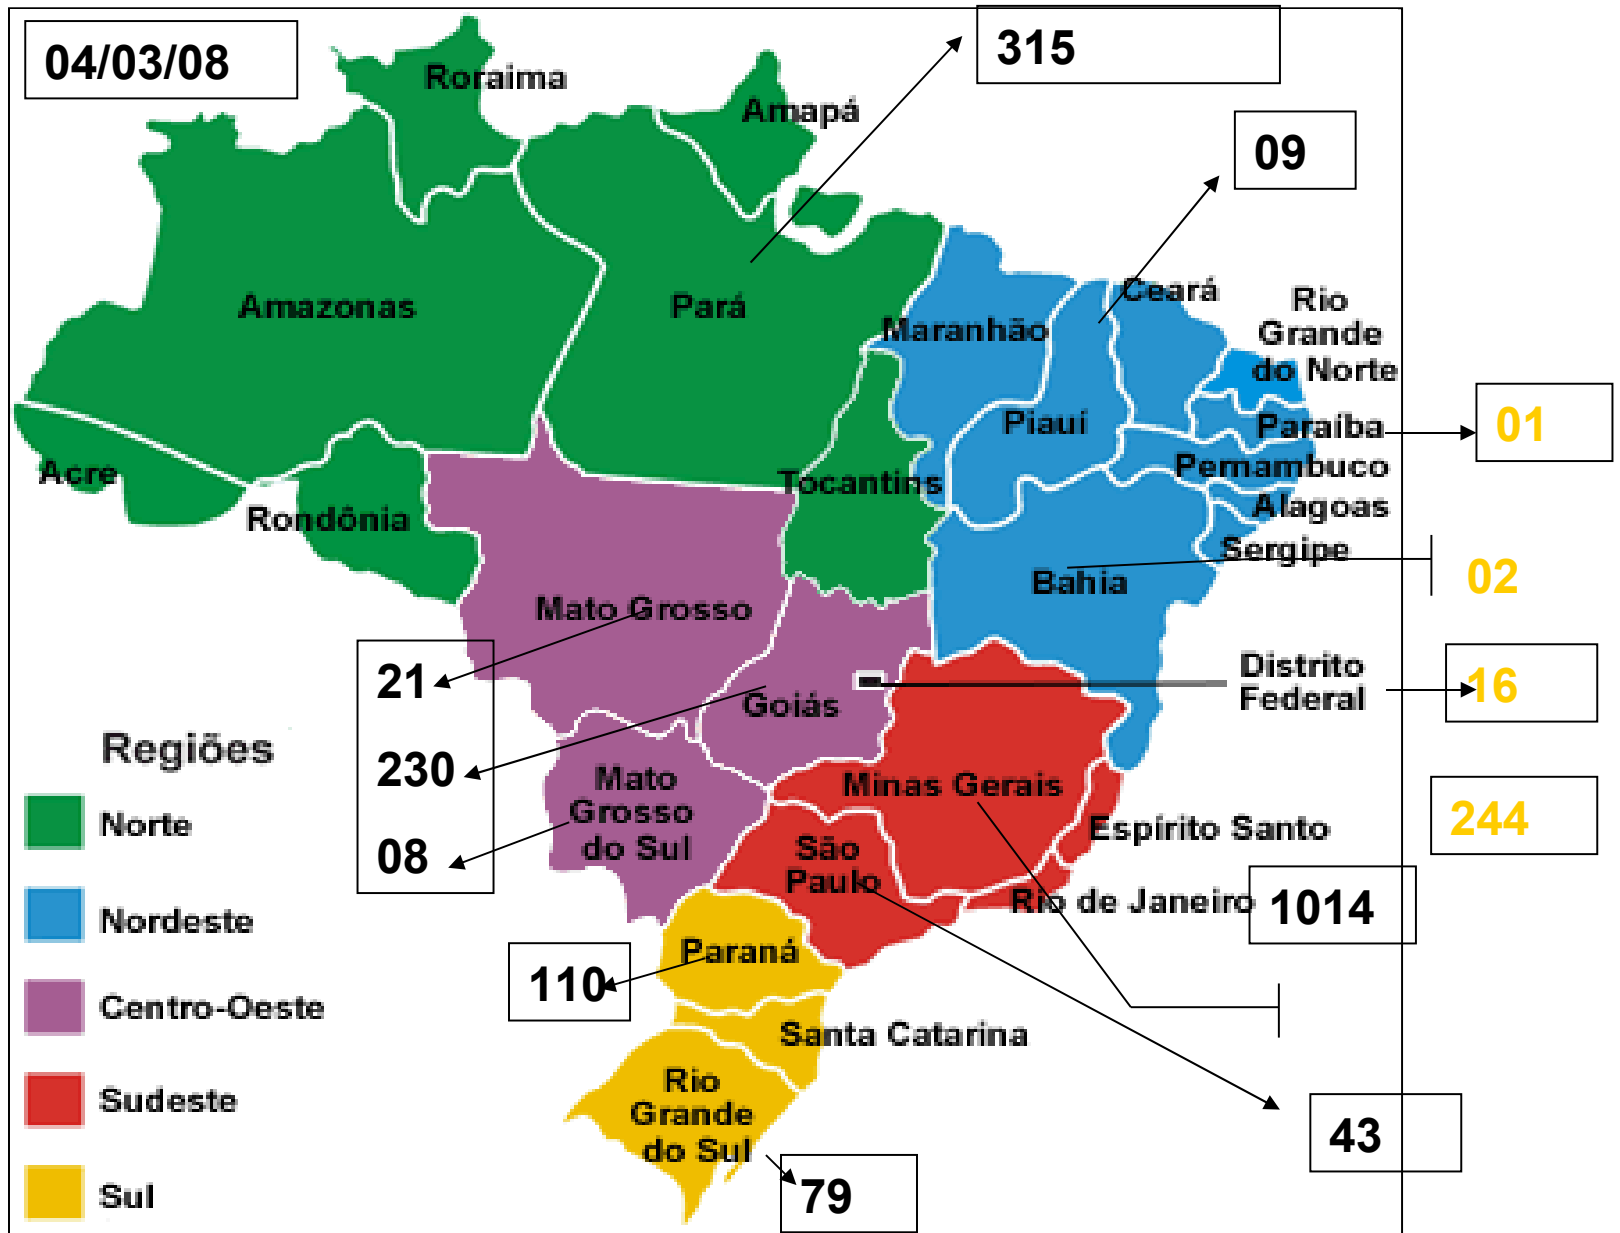 04/03/08
315
Roraima
Amapá
09
Amazonas
Pará
Maranhão
Ceará
Rio
Grande
do Norte
Piauí
Paraíba
01
Pernambuco
Acre
Tocantins
Alagoas
Rondônia
Sergipe
Bahia
02
Mato Grosso
Distrito
Federal
16
21
Goiás
230
08
Regiões
Mato
Grosso
do Sul
Minas Gerais
244
Espírito Santo
São
Paulo
Rio de Janeiro
1014
Norte
Nordeste
Centro-Oeste
Sudeste
Sul
Paraná
110
Santa Catarina
Rio
Grande
do Sul
79
43